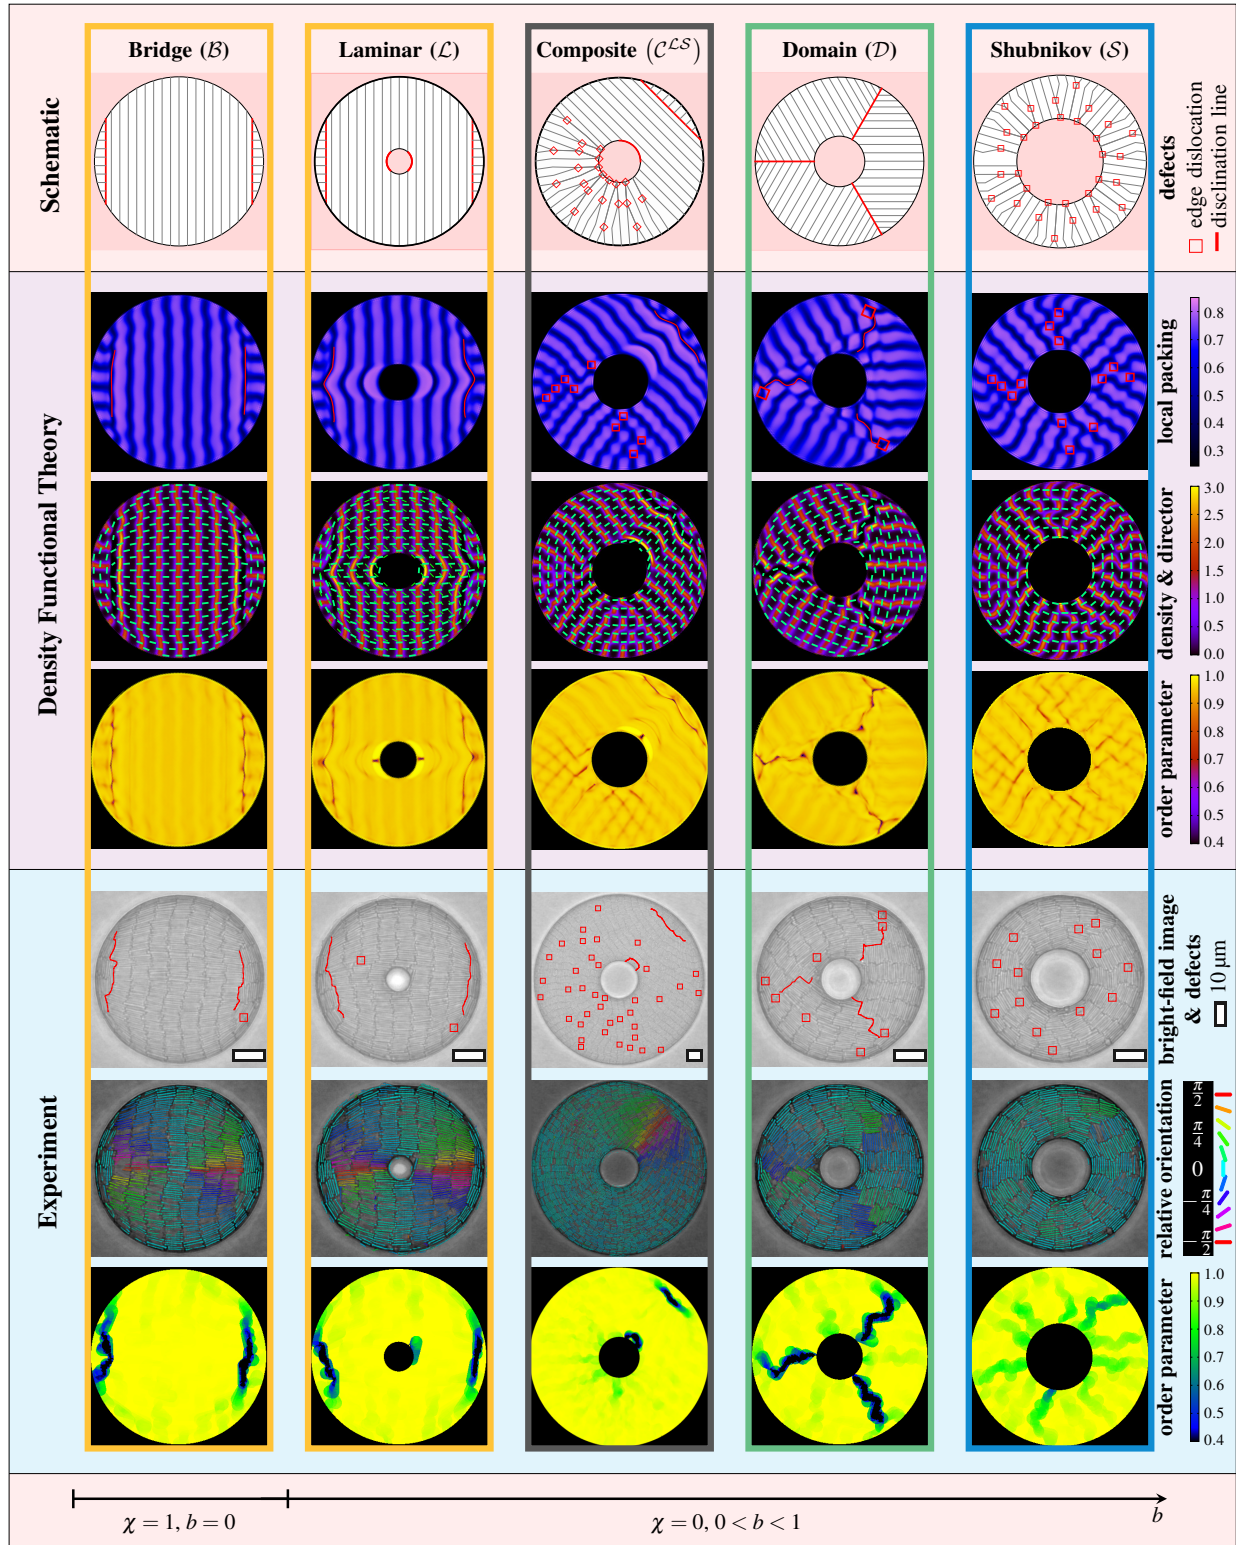 Bridge (ℬ)
Laminar (ℒ)
Composite (𝒞^ℒ𝒮)
Domain (𝒟)
Shubnikov (𝒮)
Schematic
defects
□ edge dislocation
— disclination line
Density Functional Theory
local packing
0.8
0.7
0.6
0.5
0.4
0.3
density & director
3.0
2.5
2.0
1.5
1.0
0.5
0.0
order parameter
1.0
0.9
0.8
0.7
0.6
0.5
0.4
Experiment
bright-field image
& defects
10 μm
relative orientation
π/2
π/4
0
−π/4
−π/2
order parameter
1.0
0.9
0.8
0.7
0.6
0.5
0.4
χ = 1, b = 0
χ = 0, 0 < b < 1
b